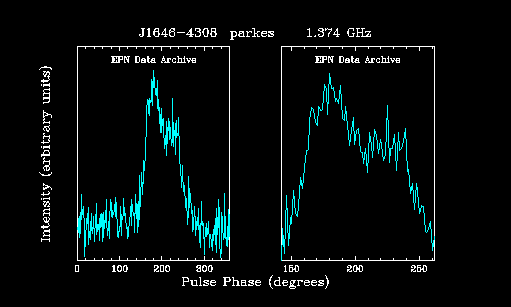 J1646-4308 parkes 1.374 GHz
EPN Data Archive EPN Data Archive
Intensity (arbitrary units)
0 100 200 300 150 200 250
Pulse Phase (degrees)